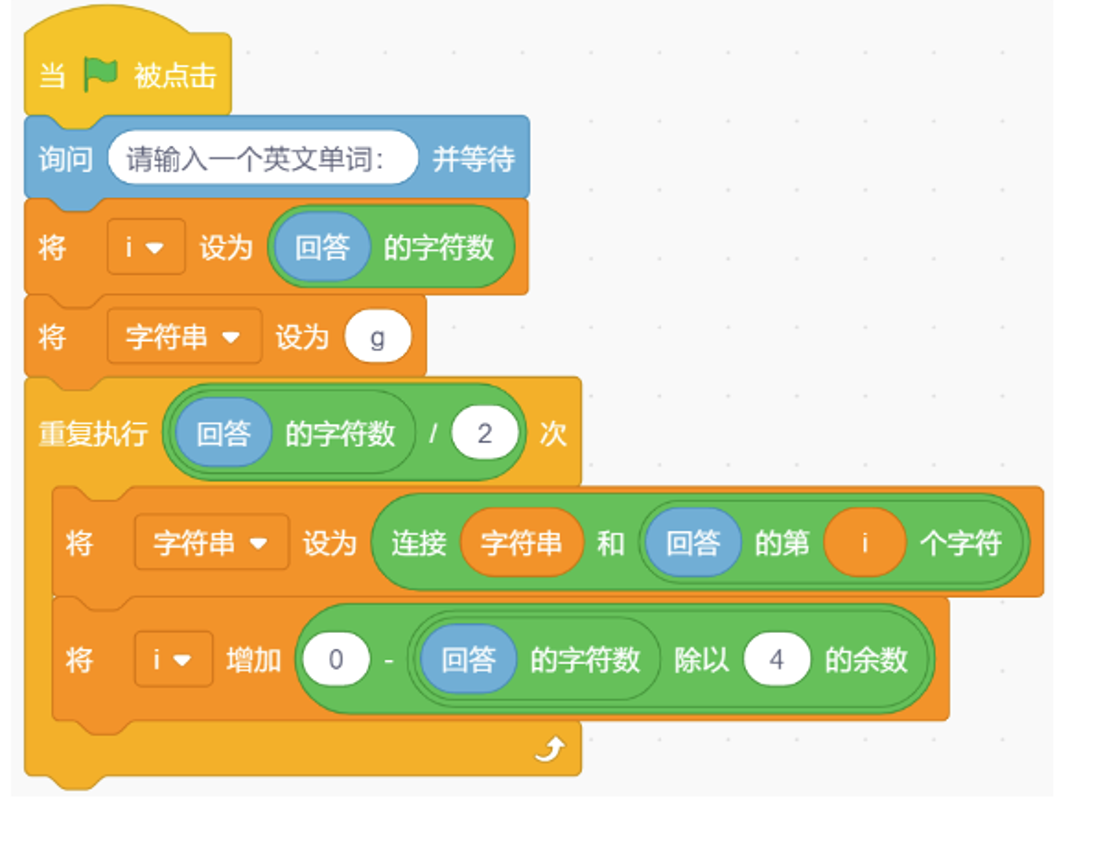 当 被点击
询问 请输入一个英文单词： 并等待
将 i 设为 回答 的字符数
将 字符串 设为 g
重复执行 回答 的字符数 / 2 次
将 字符串 设为 连接 字符串 和 回答 的第 i 个字符
将 i 增加 0 - 回答 的字符数 除以 4 的余数